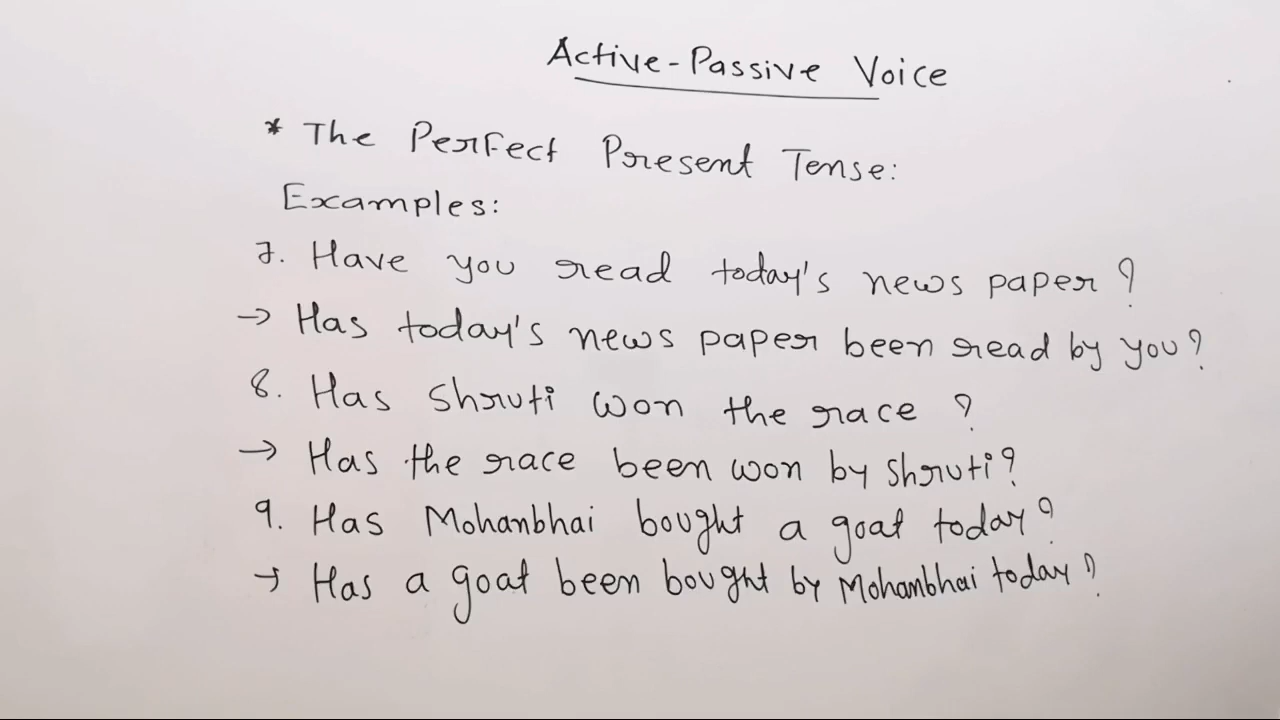 Active-Passive Voice
* The Perfect Present Tense:
Examples:
7. Have you read today's news paper?
→ Has today's news paper been read by you?
8. Has Shruti won the race ?
→ Has the race been won by Shruti?
9. Has Mohanbhai bought a goat today?
→ Has a goat been bought by Mohanbhai today?